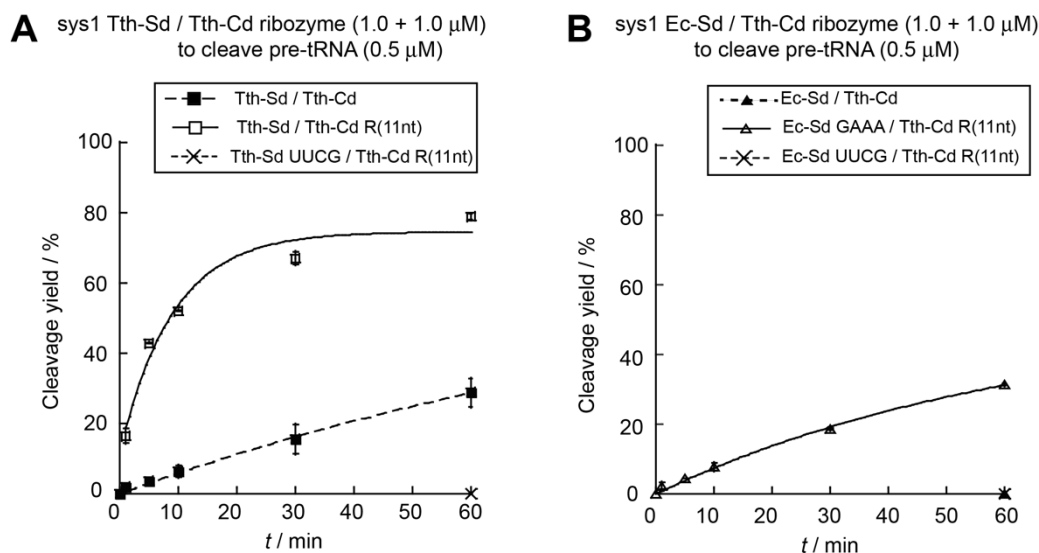 A
sys1 Tth-Sd / Tth-Cd ribozyme (1.0 + 1.0 μM)
to cleave pre-tRNA (0.5 μM)
Tth-Sd / Tth-Cd
Tth-Sd / Tth-Cd R(11nt)
Tth-Sd UUCG / Tth-Cd R(11nt)
Cleavage yield / %
100
80
60
40
20
0
0 10 20 30 40 50 60
t / min
B
sys1 Ec-Sd / Tth-Cd ribozyme (1.0 + 1.0 μM)
to cleave pre-tRNA (0.5 μM)
Ec-Sd / Tth-Cd
Ec-Sd GAAA / Tth-Cd R(11nt)
Ec-Sd UUCG / Tth-Cd R(11nt)
Cleavage yield / %
100
80
60
40
20
0
0 10 20 30 40 50 60
t / min